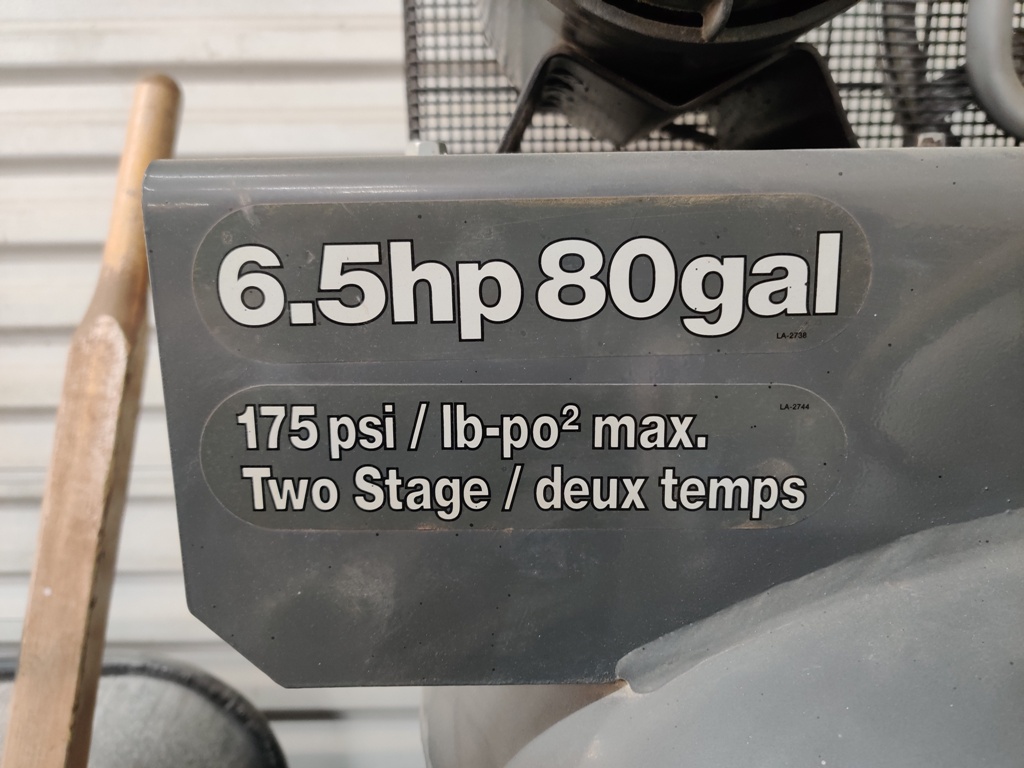 6.5hp 80gal
LA-2738
LA-2744
175 psi / lb-po² max.
Two Stage / deux temps